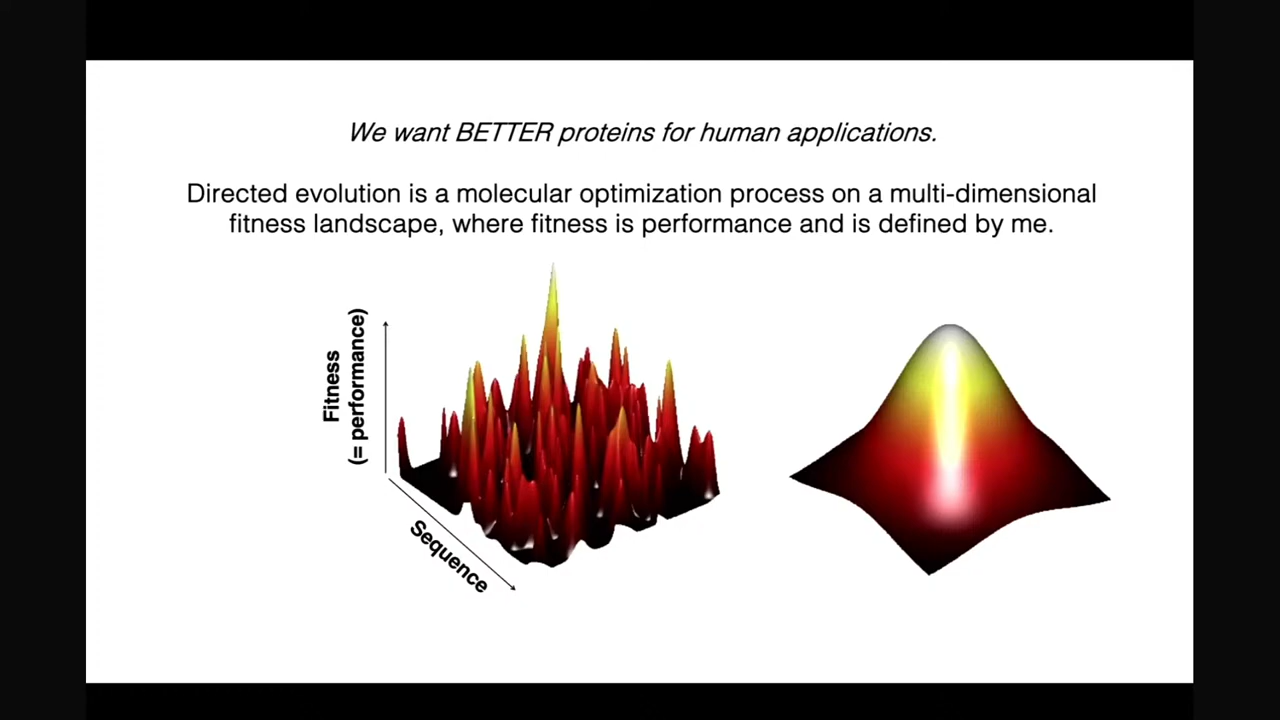 We want BETTER proteins for human applications.
Directed evolution is a molecular optimization process on a multi-dimensional
fitness landscape, where fitness is performance and is defined by me.
Fitness
(= performance)
Sequence